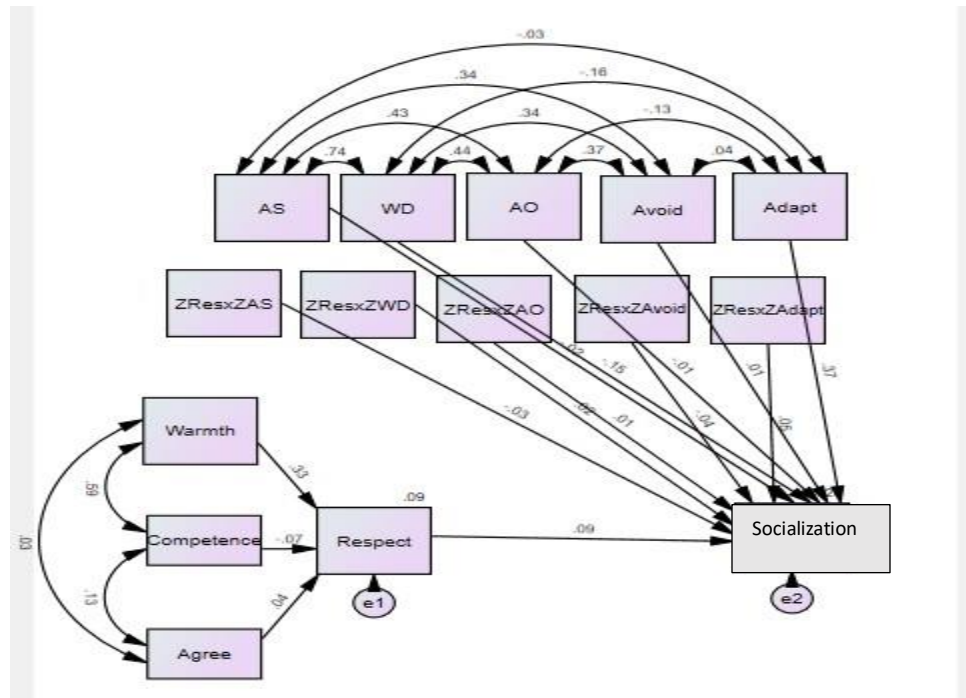 -.03
.34
-.16
.43
.34
-.13
.74
.44
.37
.04
AS
WD
AO
Avoid
Adapt
ZResxZAS
ZResxZWD
ZResxZAO
ZResxZAvoid
ZResxZAdapt
-.02
-.15
-.01
.01
.37
-.03
-.02
.01
-.04
.05
Warmth
.33
.59
.09
Competence
-.07
Respect
.09
Socialization
.03
.13
.04
e1
e2
Agree